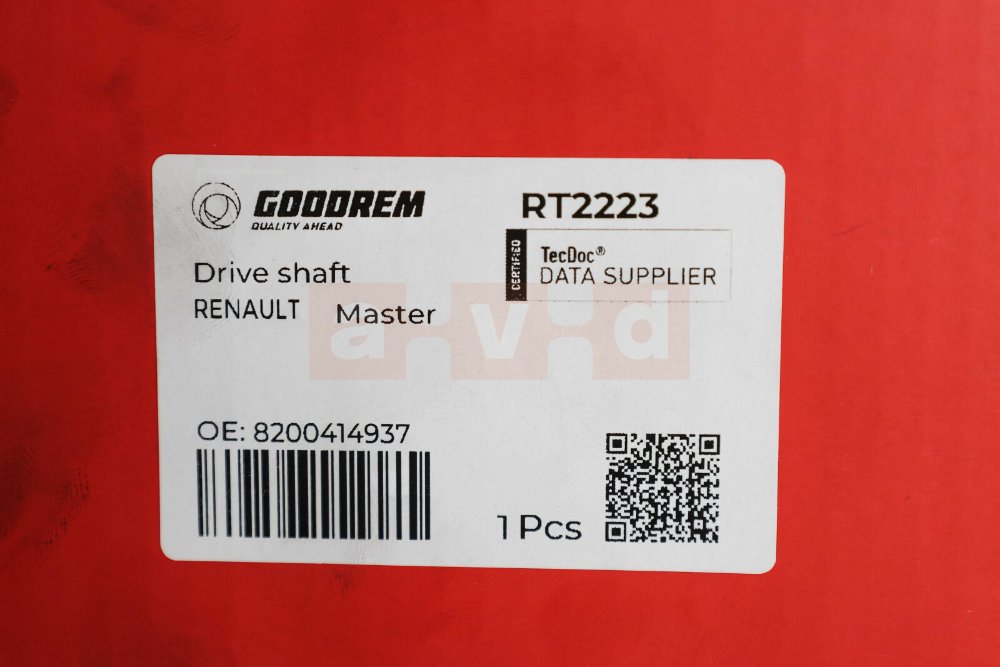 GOODREM
QUALITY AHEAD
RT2223
CERTIFIED
TecDoc®
DATA SUPPLIER
Drive shaft
RENAULT Master
a·v·d
OE: 8200414937
1 Pcs